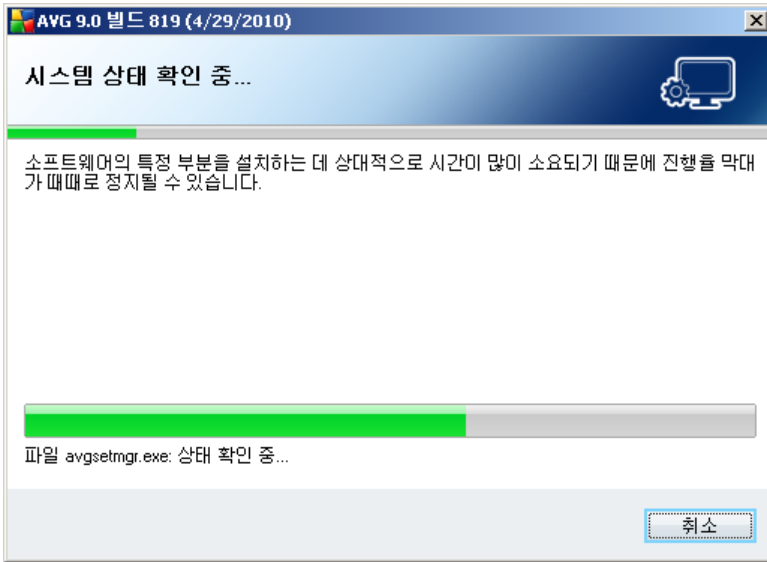 AVG 9.0 빌드 819 (4/29/2010)
시스템 상태 확인 중...
소프트웨어의 특정 부분을 설치하는 데 상대적으로 시간이 많이 소요되기 때문에 진행율 막대
가 때때로 정지될 수 있습니다.
파일 avgsetmgr.exe: 상태 확인 중...
취소